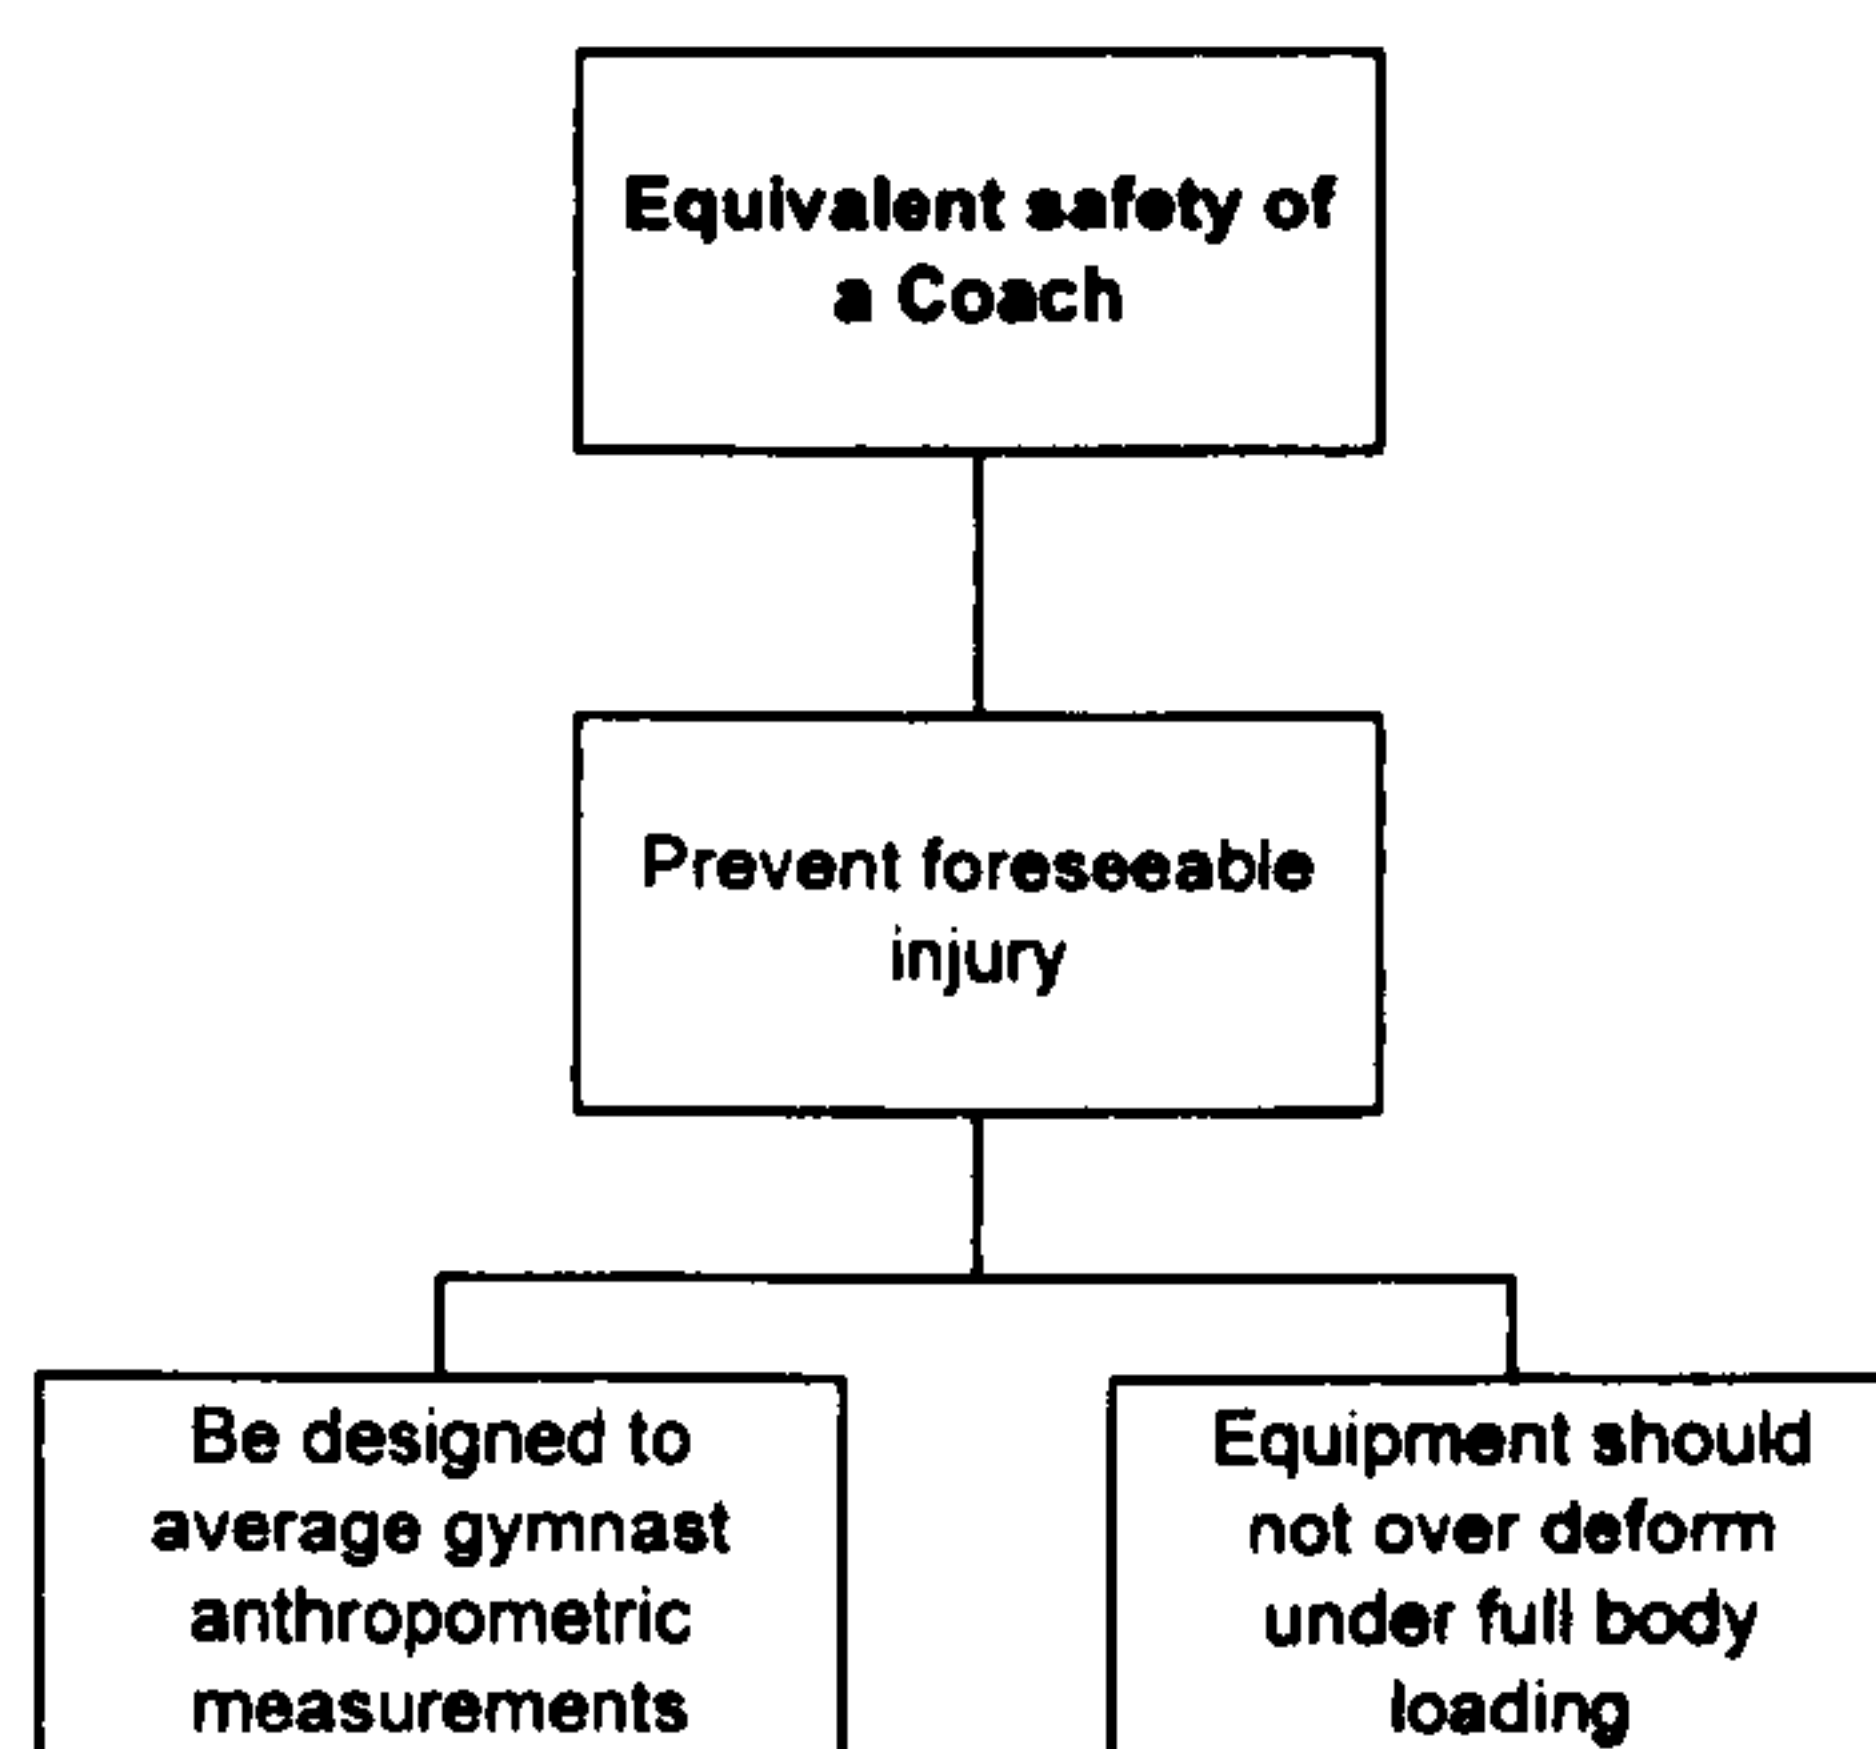 Equivalent safety of
a Coach
Prevent foreseeable
injury
Be designed to
average gymnast
anthropometric
measurements
Equipment should
not over deform
under full body
loading